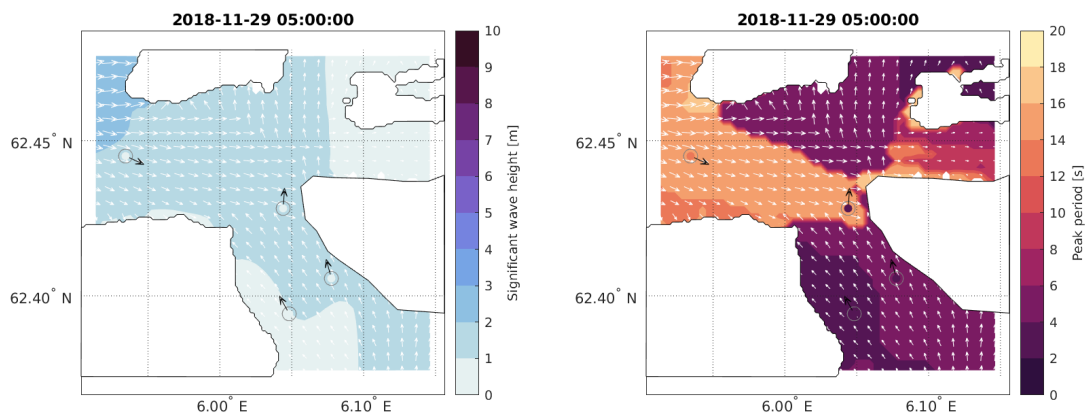 2018-11-29 05:00:00
62.45° N
62.40° N
6.00° E
6.10° E
10
9
8
7
6
5
4
3
2
1
0
Significant wave height [m]
2018-11-29 05:00:00
62.45° N
62.40° N
6.00° E
6.10° E
20
18
16
14
12
10
8
6
4
2
0
Peak period [s]